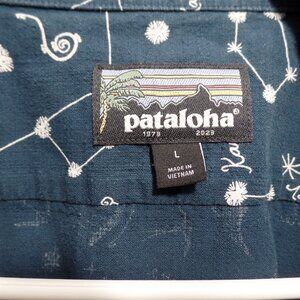 pataloha®
1973 2023
L
MADE IN
VIETNAM